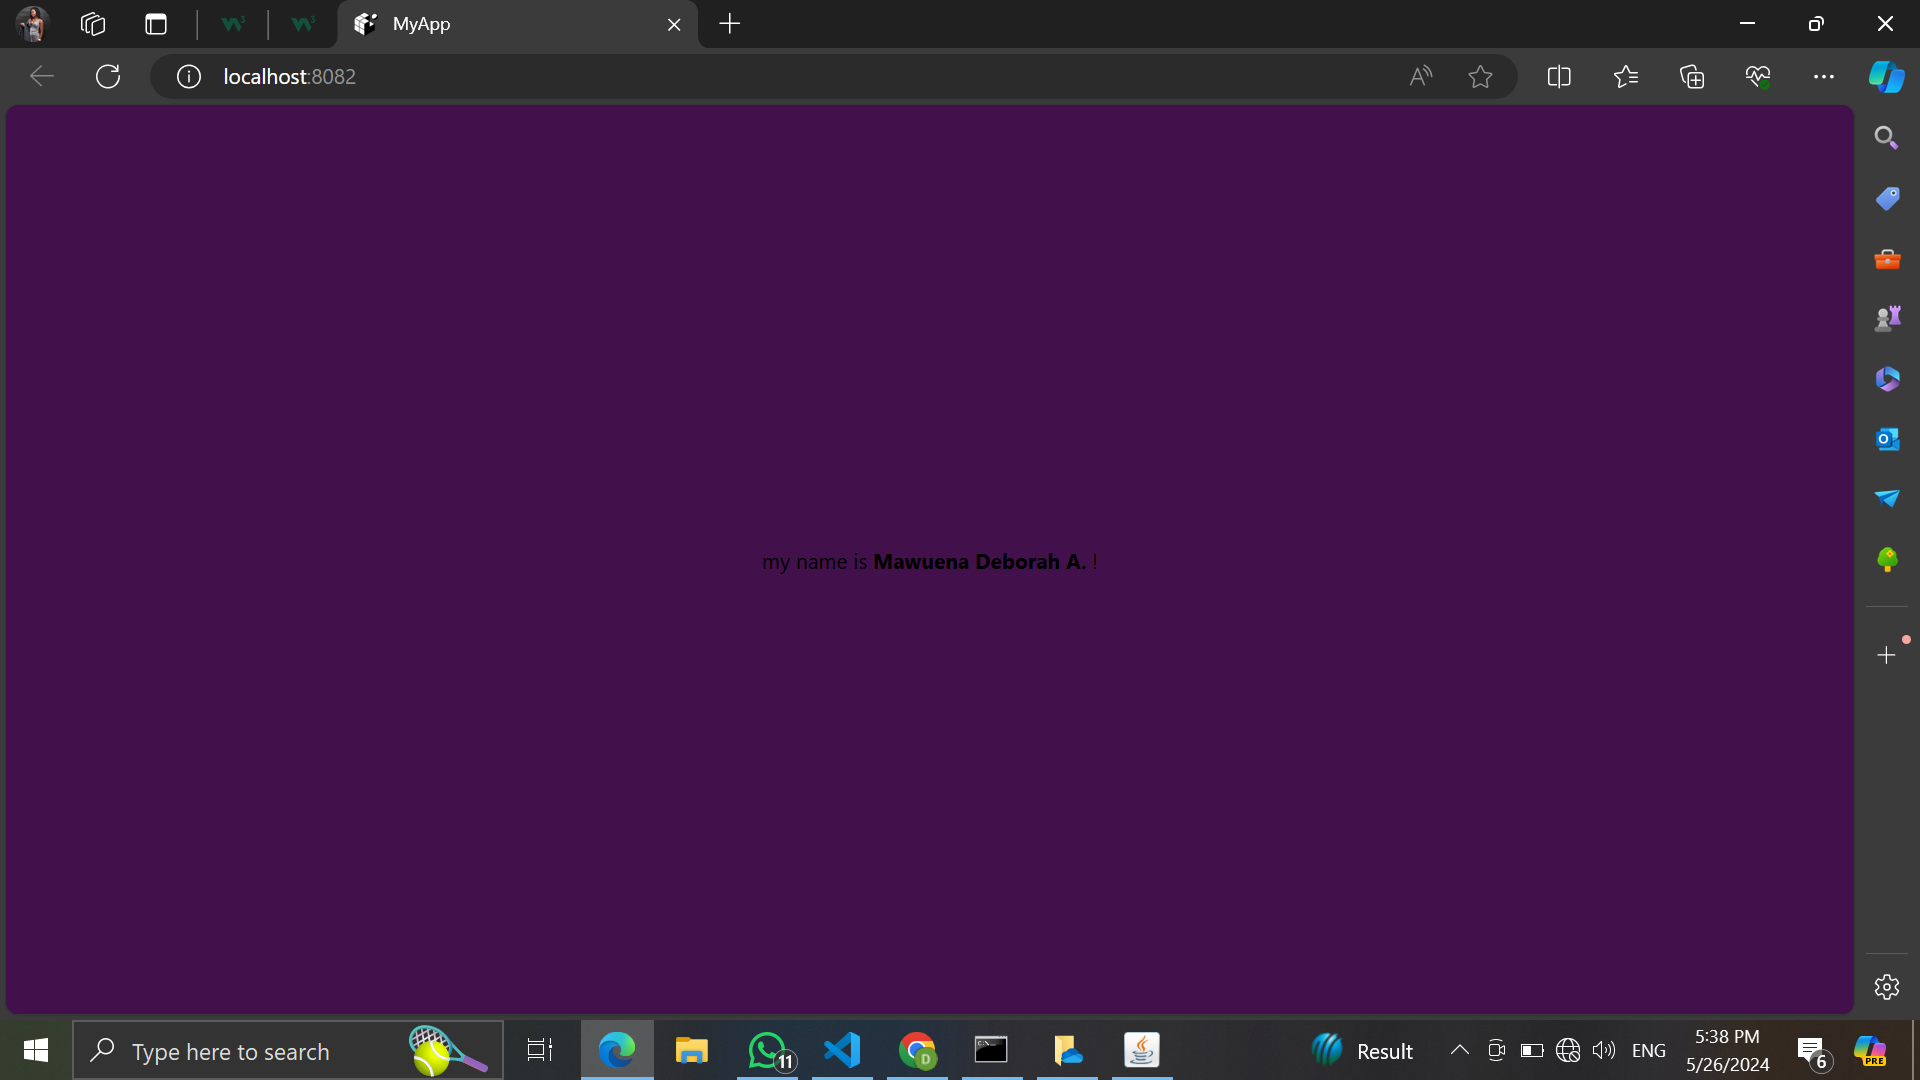 MyApp
localhost:8082
my name is Mawuena Deborah A. !
Type here to search
11
D
Result
ENG
5:38 PM
5/26/2024
6
PRE